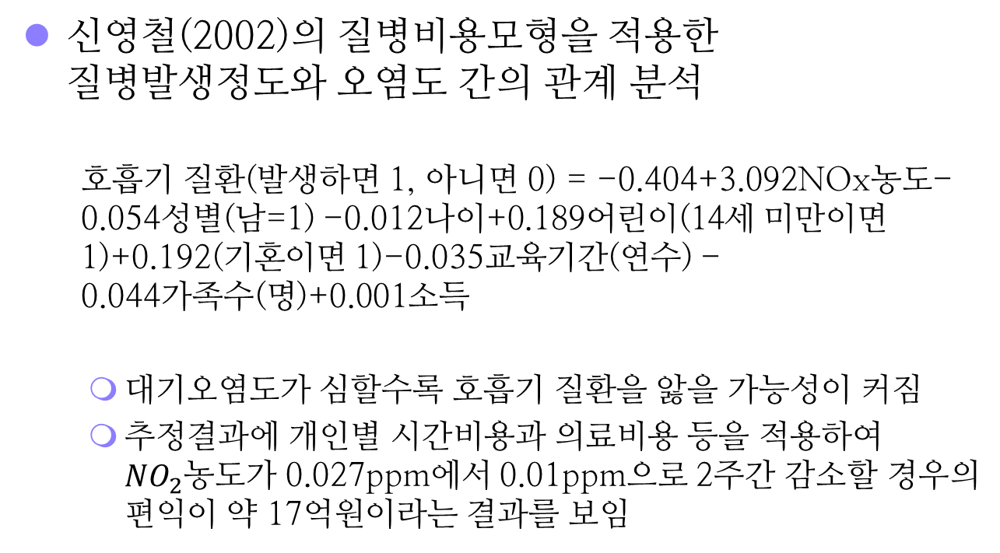 신영철(2002)의 질병비용모형을 적용한
질병발생정도와 오염도 간의 관계 분석
호흡기 질환(발생하면 1, 아니면 0) = -0.404+3.092NOx농도-
0.054성별(남=1) -0.012나이+0.189어린이(14세 미만이면
1)+0.192(기혼이면 1)-0.035교육기간(연수) -
0.044가족수(명)+0.001소득
대기오염도가 심할수록 호흡기 질환을 앓을 가능성이 커짐
추정결과에 개인별 시간비용과 의료비용 등을 적용하여
NO₂농도가 0.027ppm에서 0.01ppm으로 2주간 감소할 경우의
편익이 약 17억원이라는 결과를 보임